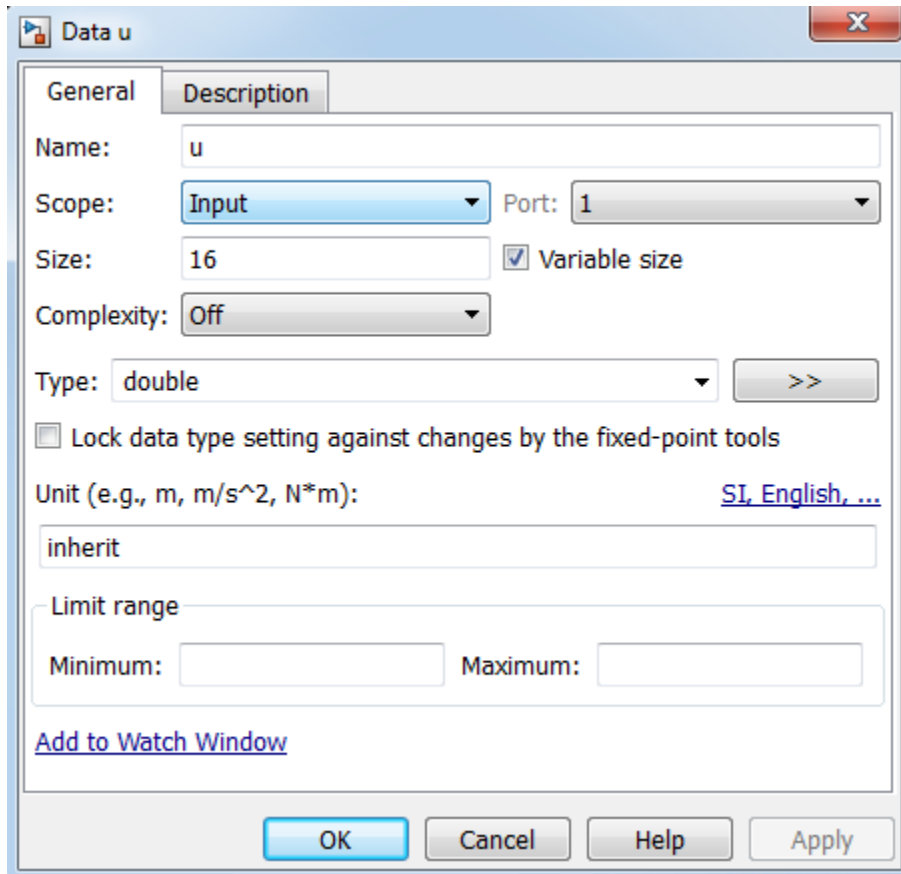 Data u
General Description
Name: u
Scope: Input Port: 1
Size: 16 Variable size
Complexity: Off
Type: double >>
Lock data type setting against changes by the fixed-point tools
Unit (e.g., m, m/s^2, N*m): SI, English, ...
inherit
Limit range
Minimum: Maximum:
Add to Watch Window
OK Cancel Help Apply